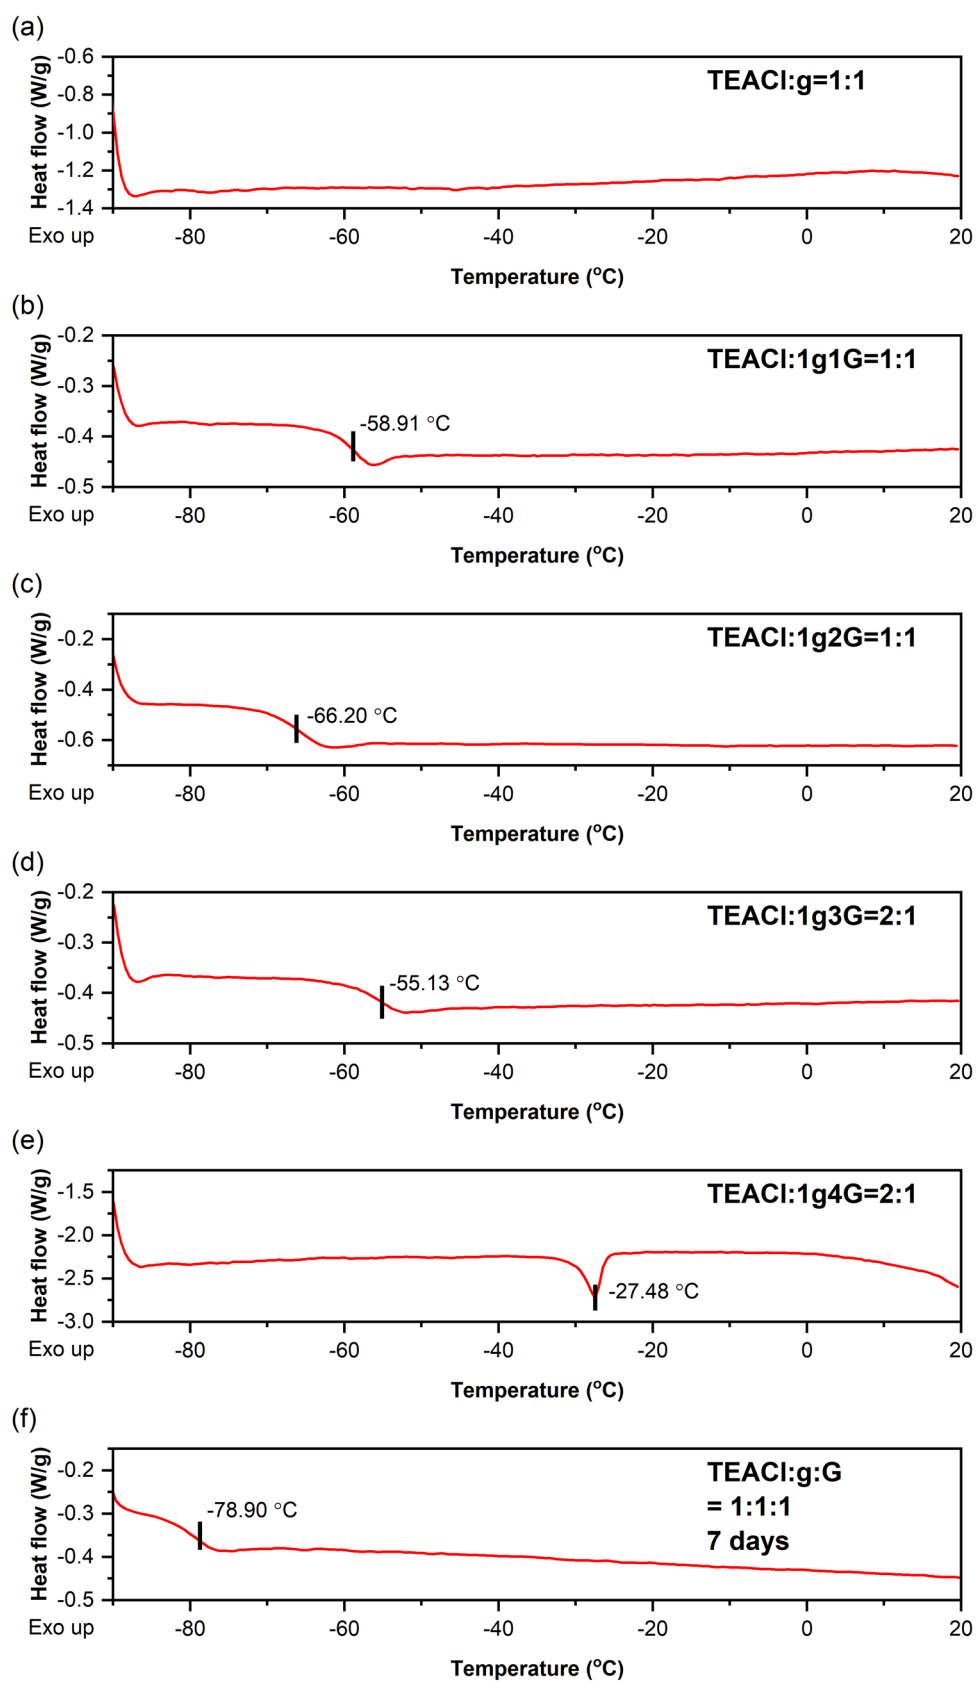 (a)
TEACl:g=1:1
Heat flow (W/g)
-0.6
-0.8
-1.0
-1.2
-1.4
Exo up
-80
-60
-40
-20
0
20
Temperature (°C)
(b)
TEACl:1g1G=1:1
Heat flow (W/g)
-0.2
-0.3
-0.4
-0.5
-58.91 °C
Exo up
-80
-60
-40
-20
0
20
Temperature (°C)
(c)
TEACl:1g2G=1:1
Heat flow (W/g)
-0.2
-0.4
-0.6
-66.20 °C
Exo up
-80
-60
-40
-20
0
20
Temperature (°C)
(d)
TEACl:1g3G=2:1
Heat flow (W/g)
-0.2
-0.3
-0.4
-0.5
-55.13 °C
Exo up
-80
-60
-40
-20
0
20
Temperature (°C)
(e)
TEACl:1g4G=2:1
Heat flow (W/g)
-1.5
-2.0
-2.5
-3.0
-27.48 °C
Exo up
-80
-60
-40
-20
0
20
Temperature (°C)
(f)
TEACl:g:G
= 1:1:1
7 days
Heat flow (W/g)
-0.2
-0.3
-0.4
-0.5
-78.90 °C
Exo up
-80
-60
-40
-20
0
20
Temperature (°C)